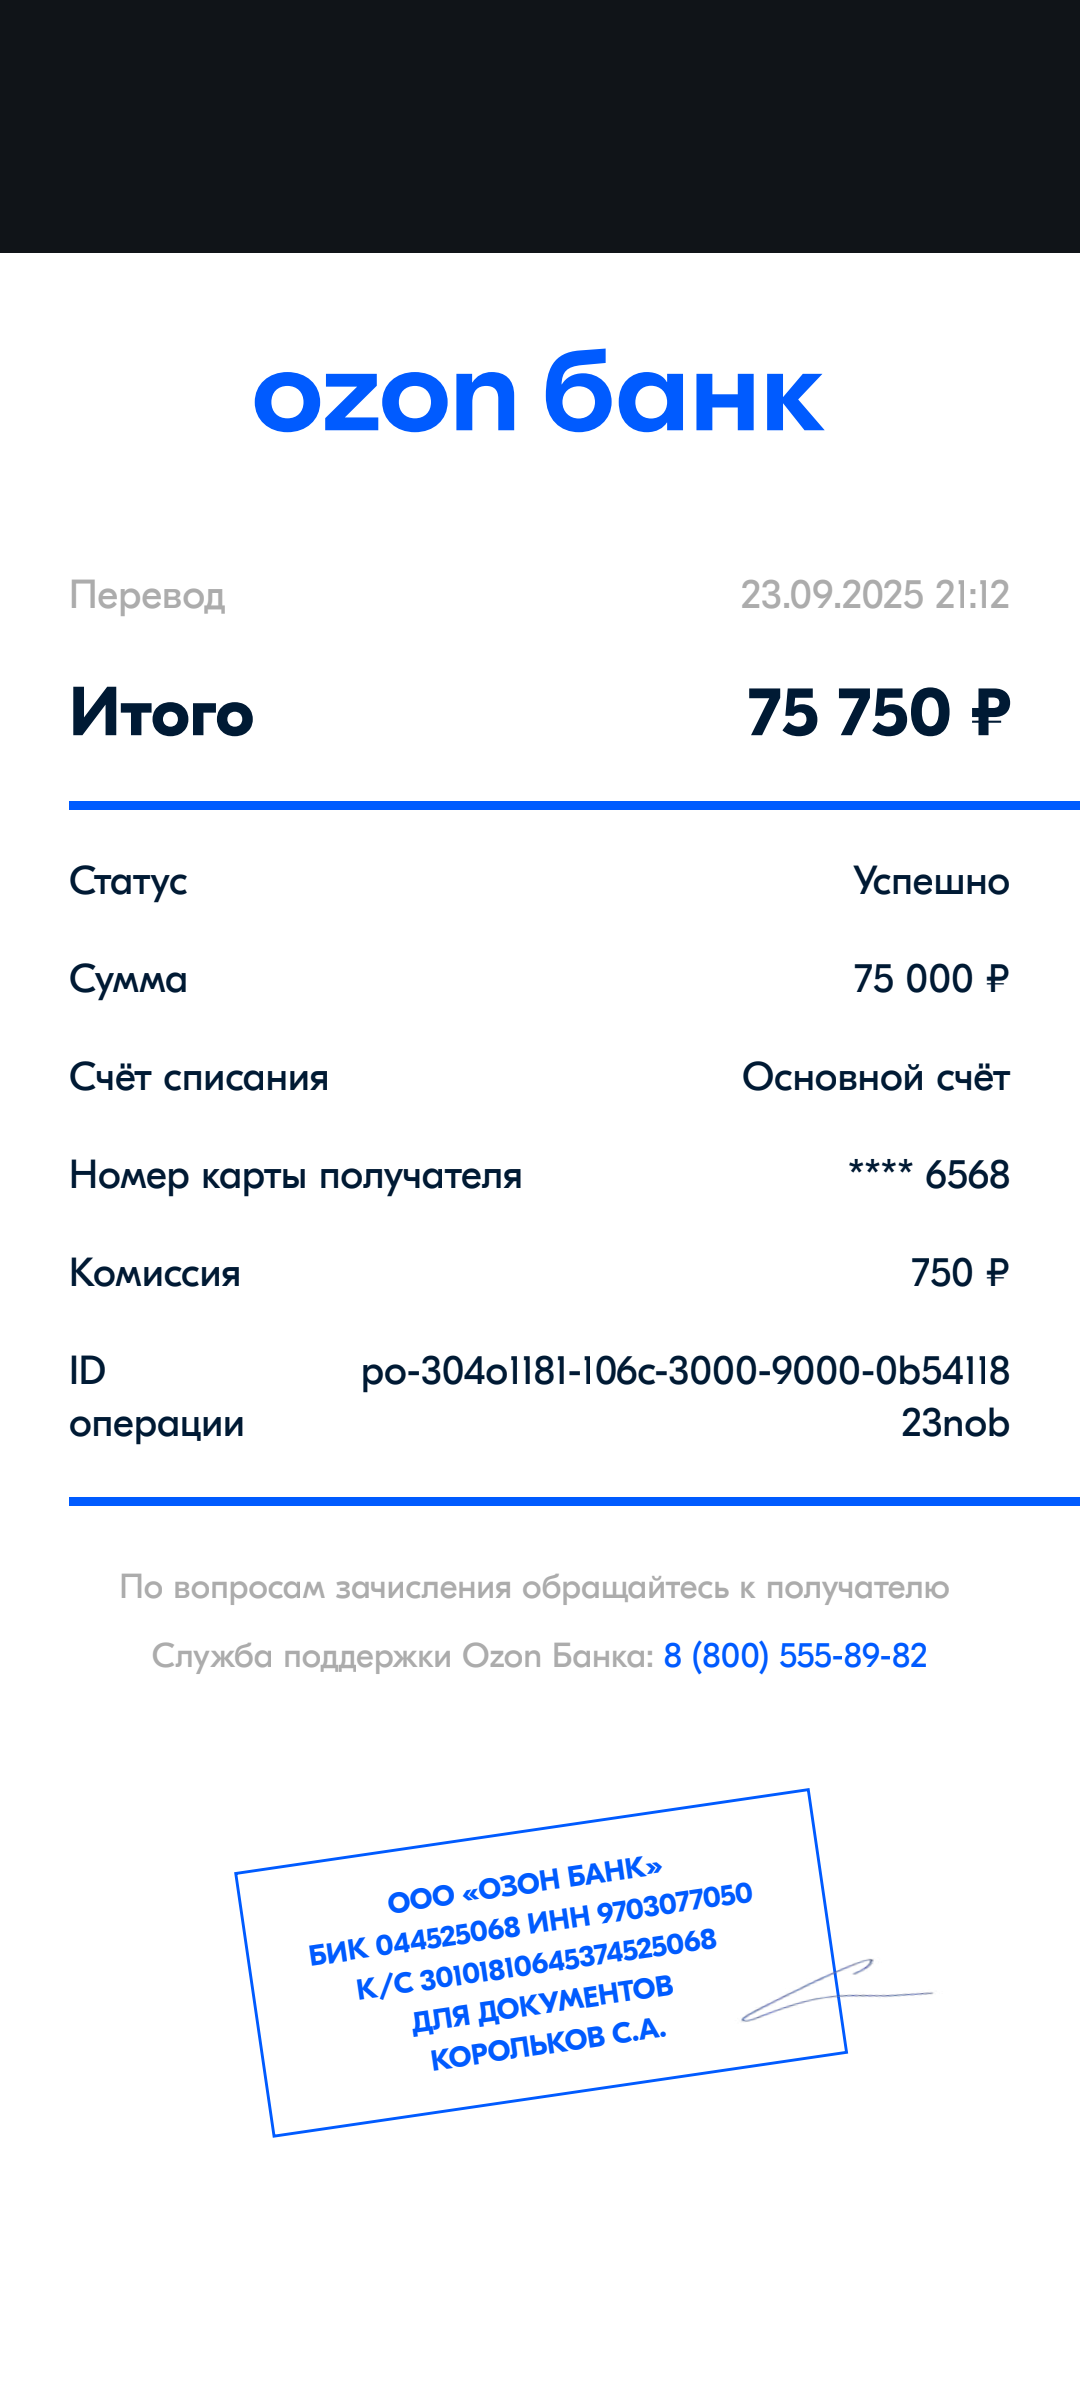 ozon банк
Перевод 23.09.2025 21:12
Итого 75 750 ₽
Статус Успешно
Сумма 75 000 ₽
Счёт списания Основной счёт
Номер карты получателя **** 6568
Комиссия 750 ₽
ID po-304o1181-106c-3000-9000-0b54118
операции 23nob
По вопросам зачисления обращайтесь к получателю
Служба поддержки Ozon Банка: 8 (800) 555-89-82
ООО «ОЗОН БАНК»
БИК 044525068 ИНН 9703077050
К/С 30101810645374525068
ДЛЯ ДОКУМЕНТОВ
КОРОЛЬКОВ С.А.